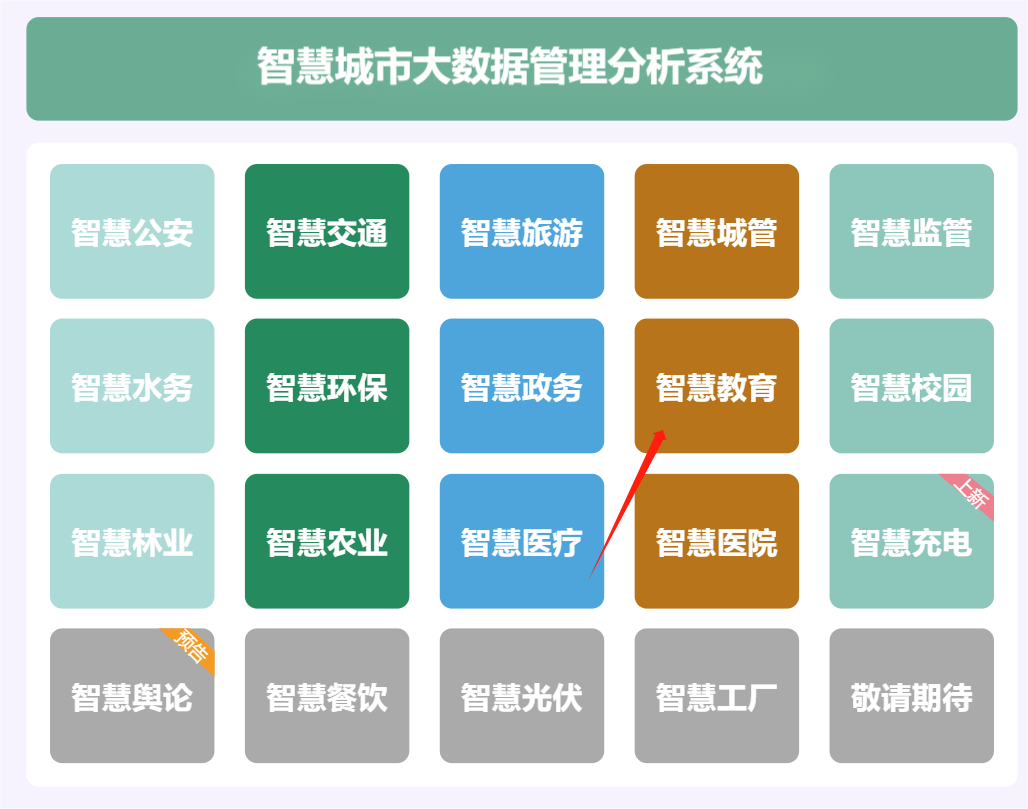 智慧城市大数据管理分析系统
智慧公安
智慧交通
智慧旅游
智慧城管
智慧监管
智慧水务
智慧环保
智慧政务
智慧教育
智慧校园
智慧林业
智慧农业
智慧医疗
智慧医院
上新
智慧充电
预告
智慧舆论
智慧餐饮
智慧光伏
智慧工厂
敬请期待